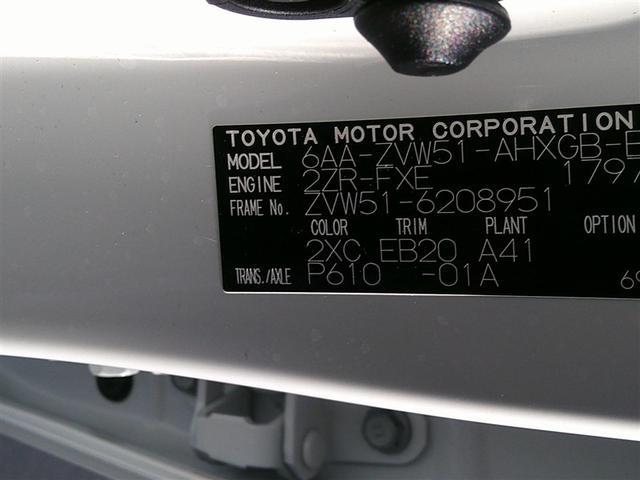 TOYOTA MOTOR CORPORATION
MODEL 6AA-ZVW51-AHXGB-E
ENGINE 2ZR-FXE 1797
FRAME No. ZVW51-6208951
COLOR TRIM PLANT OPTION
2XC EB20 A41
TRANS./AXLE P610 -01A